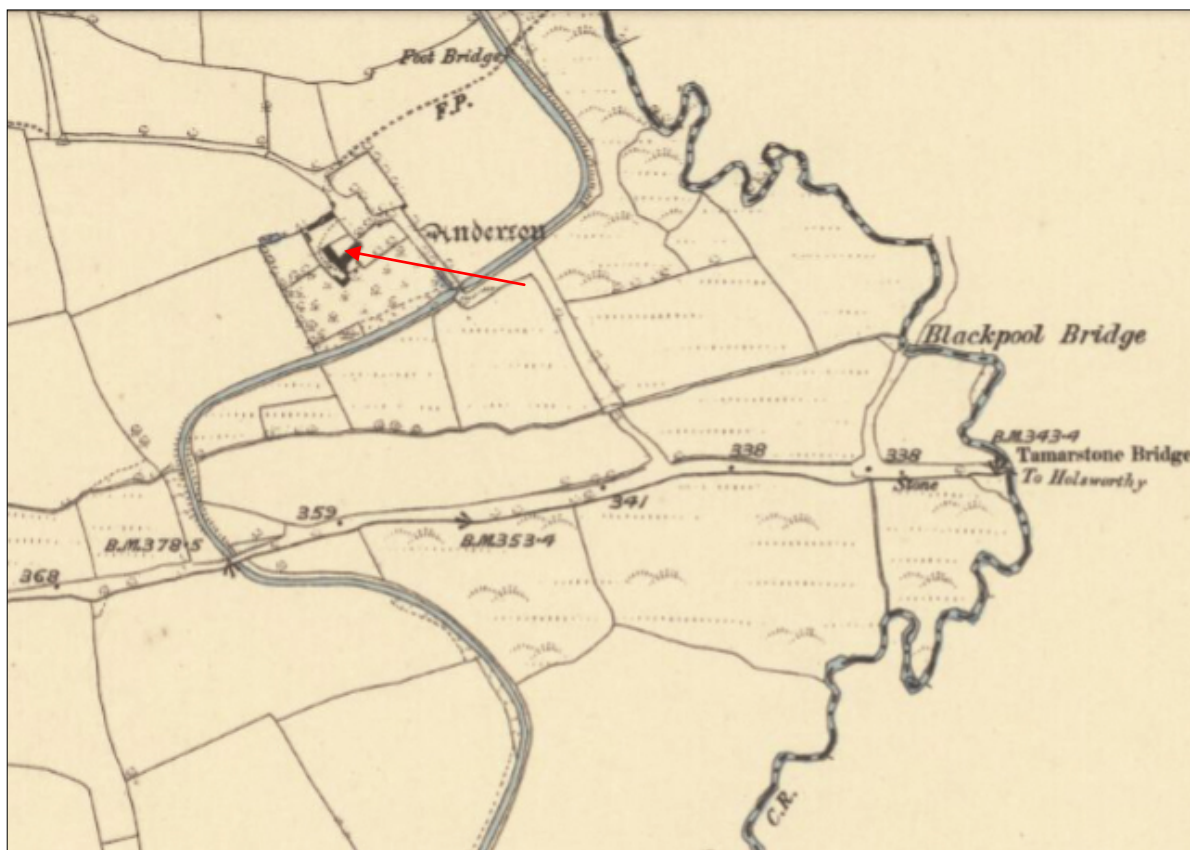 Foot Bridge
F.P.
Anderton
Blackpool Bridge
B.M.343·4
338
338
Tamarstone Bridge
To Holsworthy
Stone
341
359
B.M.353·4
B.M.378·5
368
C.R.